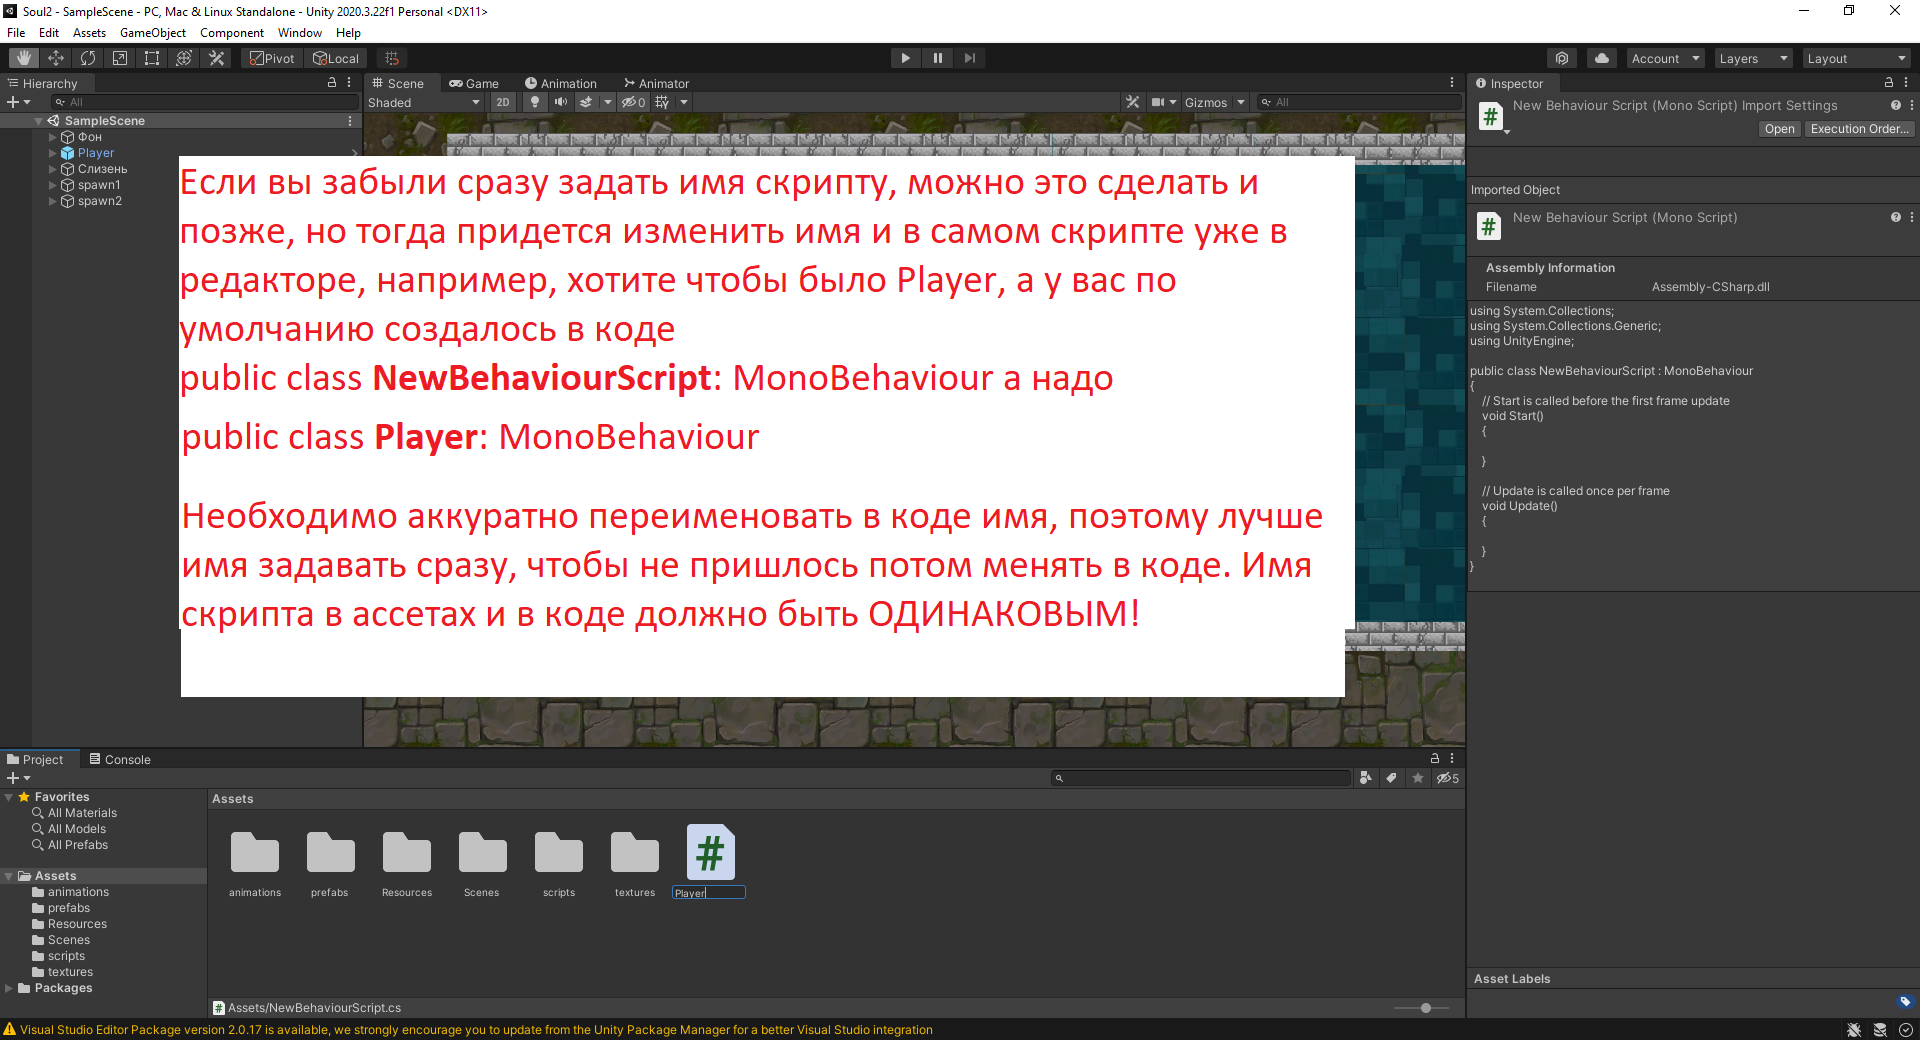 Soul2 - SampleScene - PC, Mac & Linux Standalone - Unity 2020.3.22f1 Personal <DX11>
File Edit Assets GameObject Component Window Help
Pivot Local Account Layers Layout
Hierarchy
All
SampleScene
Фон
Player
Слизень
spawn1
spawn2
Scene Game Animation Animator
Shaded 2D 0 Gizmos All
Если вы забыли сразу задать имя скрипту, можно это сделать и
позже, но тогда придется изменить имя и в самом скрипте уже в
редакторе, например, хотите чтобы было Player, а у вас по
умолчанию создалось в коде
public class NewBehaviourScript: MonoBehaviour а надо
public class Player: MonoBehaviour
Необходимо аккуратно переименовать в коде имя, поэтому лучше
имя задавать сразу, чтобы не пришлось потом менять в коде. Имя
скрипта в ассетах и в коде должно быть ОДИНАКОВЫМ!
Inspector
New Behaviour Script (Mono Script) Import Settings
Open Execution Order...
Imported Object
New Behaviour Script (Mono Script)
Assembly Information
Filename Assembly-CSharp.dll
using System.Collections;
using System.Collections.Generic;
using UnityEngine;
public class NewBehaviourScript : MonoBehaviour
{
// Start is called before the first frame update
void Start()
{
}
// Update is called once per frame
void Update()
{
}
}
Asset Labels
Project Console
5
Favorites
All Materials
All Models
All Prefabs
Assets
animations
prefabs
Resources
Scenes
scripts
textures
Packages
Assets
animations prefabs Resources Scenes scripts textures Player
Assets/NewBehaviourScript.cs
Visual Studio Editor Package version 2.0.17 is available, we strongly encourage you to update from the Unity Package Manager for a better Visual Studio integration